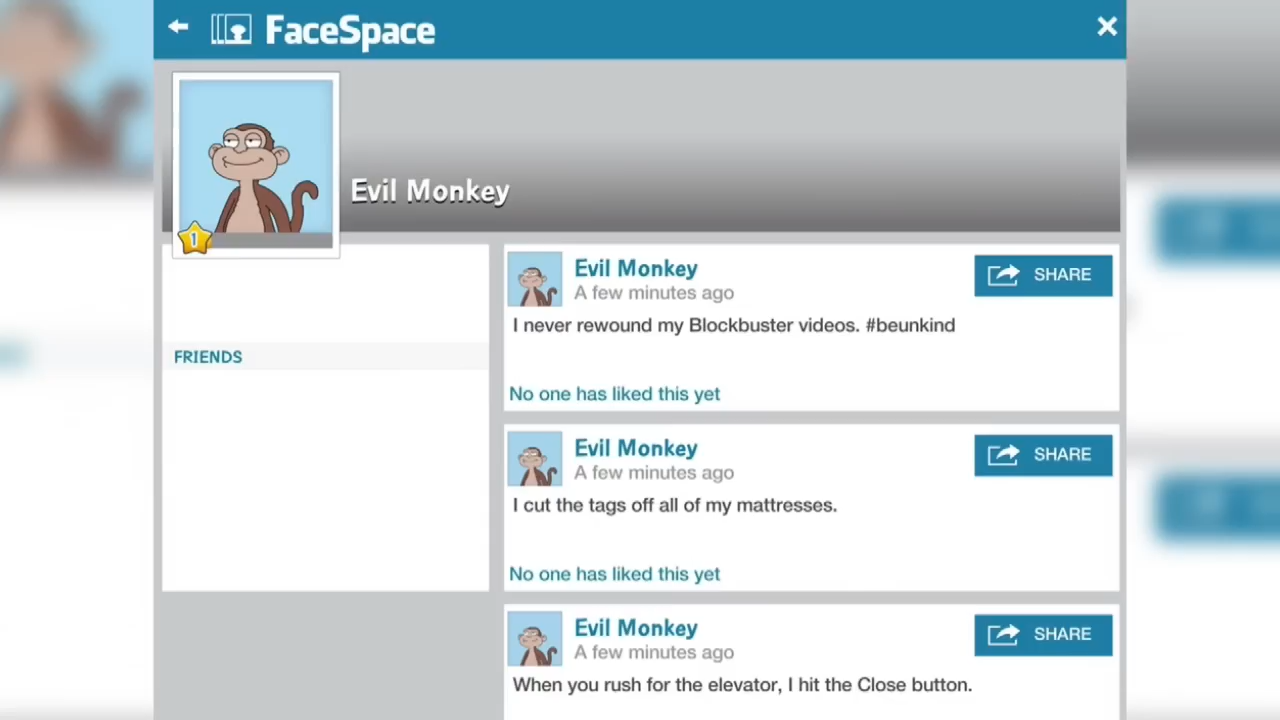 FaceSpace
Evil Monkey
1
FRIENDS
Evil Monkey
A few minutes ago
SHARE
I never rewound my Blockbuster videos. #beunkind
No one has liked this yet
Evil Monkey
A few minutes ago
SHARE
I cut the tags off all of my mattresses.
No one has liked this yet
Evil Monkey
A few minutes ago
SHARE
When you rush for the elevator, I hit the Close button.